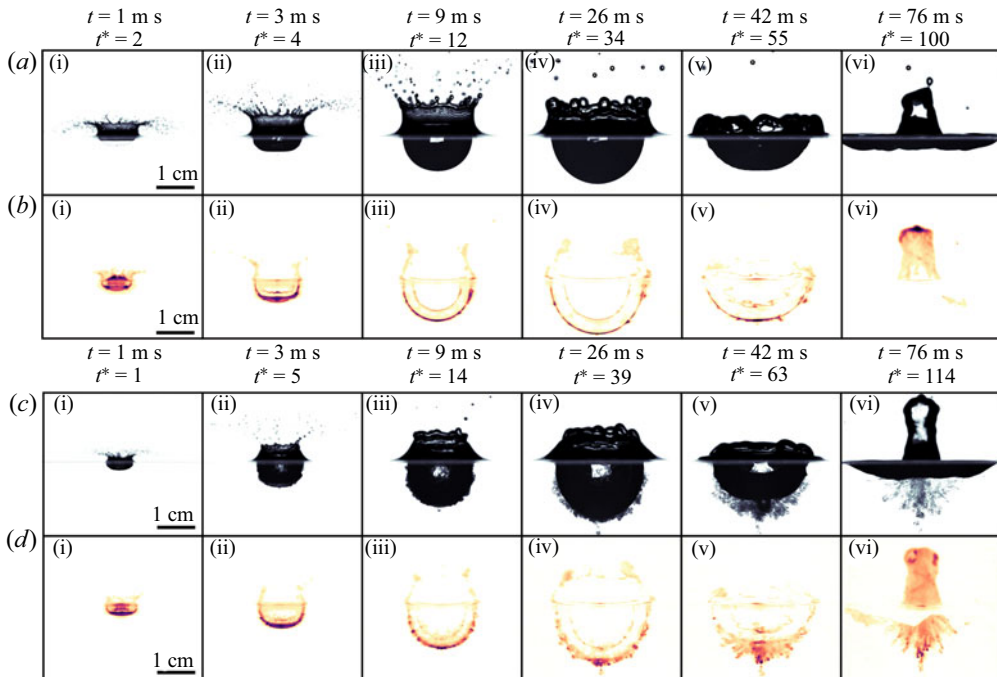 t = 1 m s t = 3 m s t = 9 m s t = 26 m s t = 42 m s t = 76 m s
t* = 2 t* = 4 t* = 12 t* = 34 t* = 55 t* = 100
(a) (i) (ii) (iii) (iv) (v) (vi)
1 cm
(b) (i) (ii) (iii) (iv) (v) (vi)
1 cm
t = 1 m s t = 3 m s t = 9 m s t = 26 m s t = 42 m s t = 76 m s
t* = 1 t* = 5 t* = 14 t* = 39 t* = 63 t* = 114
(c) (i) (ii) (iii) (iv) (v) (vi)
1 cm
(d) (i) (ii) (iii) (iv) (v) (vi)
1 cm